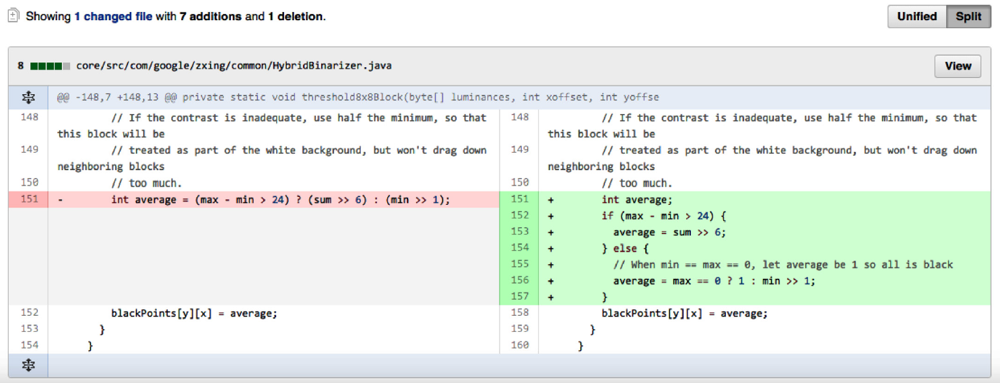 Showing 1 changed file with 7 additions and 1 deletion.
Unified Split
8 core/src/com/google/zxing/common/HybridBinarizer.java
View
@@ -148,7 +148,13 @@ private static void threshold8x8Block(byte[] luminances, int xoffset, int yoffse
148 // If the contrast is inadequate, use half the minimum, so that
this block will be
149 // treated as part of the white background, but won't drag down
neighboring blocks
150 // too much.
151 - int average = (max - min > 24) ? (sum >> 6) : (min >> 1);
152 blackPoints[y][x] = average;
153 }
154 }
148 // If the contrast is inadequate, use half the minimum, so that
this block will be
149 // treated as part of the white background, but won't drag down
neighboring blocks
150 // too much.
151 + int average;
152 + if (max - min > 24) {
153 + average = sum >> 6;
154 + } else {
155 + // When min == max == 0, let average be 1 so all is black
156 + average = max == 0 ? 1 : min >> 1;
157 + }
158 blackPoints[y][x] = average;
159 }
160 }